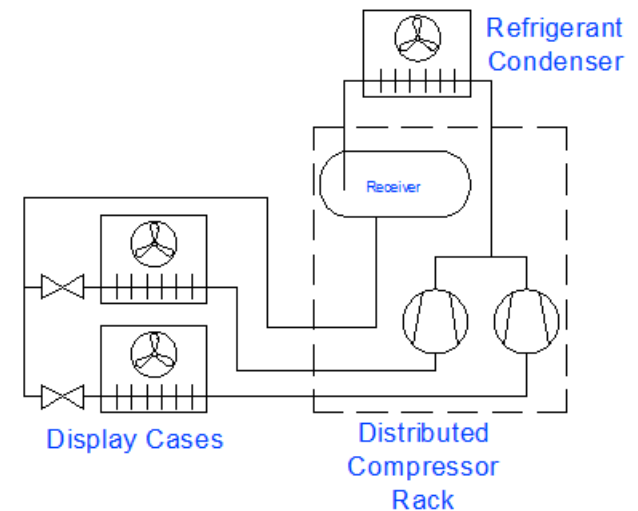 Refrigerant
Condenser
Receiver
Display Cases
Distributed
Compressor
Rack